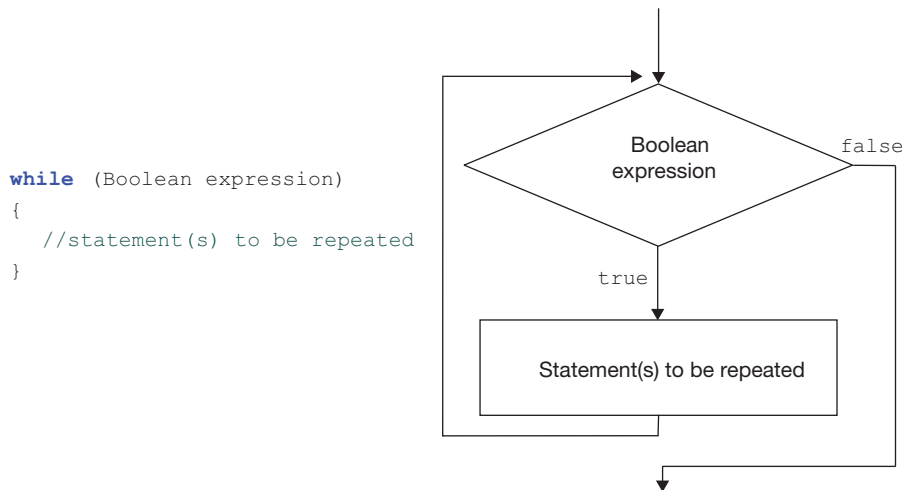 while (Boolean expression)
{
//statement(s) to be repeated
}
Boolean
expression
false
true
Statement(s) to be repeated